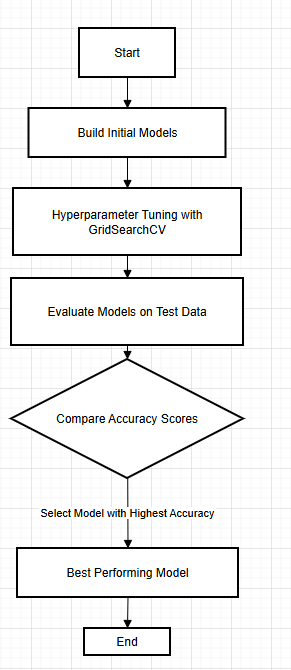 Start
Build Initial Models
Hyperparameter Tuning with
GridSearchCV
Evaluate Models on Test Data
Compare Accuracy Scores
Select Model with Highest Accuracy
Best Performing Model
End